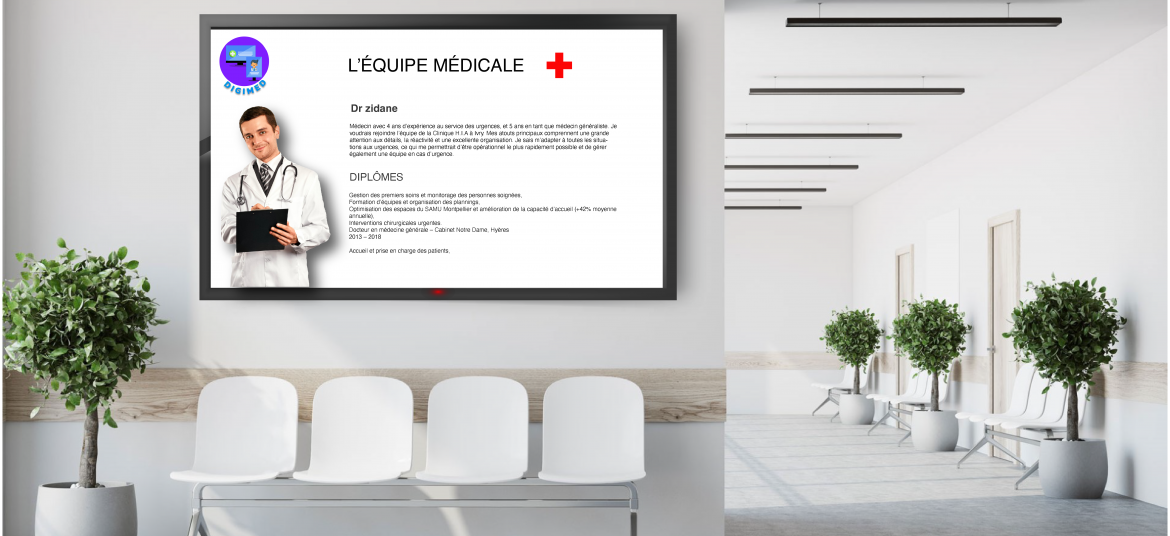 DIGIMED
L'ÉQUIPE MÉDICALE
Dr zidane
Médecin avec 4 ans d'expérience au service des urgences, et 5 ans en tant que médecin généraliste. Je
voudrais rejoindre l'équipe de la Clinique H.I.A à Ivry. Mes atouts principaux comprennent une grande
attention aux détails, la réactivité et une excellente organisation. Je sais m'adapter à toutes les situa-
tions aux urgences, ce qui me permettrait d'être opérationnel le plus rapidement possible et de gérer
également une équipe en cas d'urgence.
DIPLÔMES
Gestion des premiers soins et monitorage des personnes soignées,
Formation d'équipes et organisation des plannings,
Optimisation des espaces du SAMU Montpellier et amélioration de la capacité d'accueil (+42% moyenne
annuelle),
Interventions chirurgicales urgentes.
Docteur en médecine générale – Cabinet Notre Dame, Hyères
2013 – 2018
Accueil et prise en charge des patients,